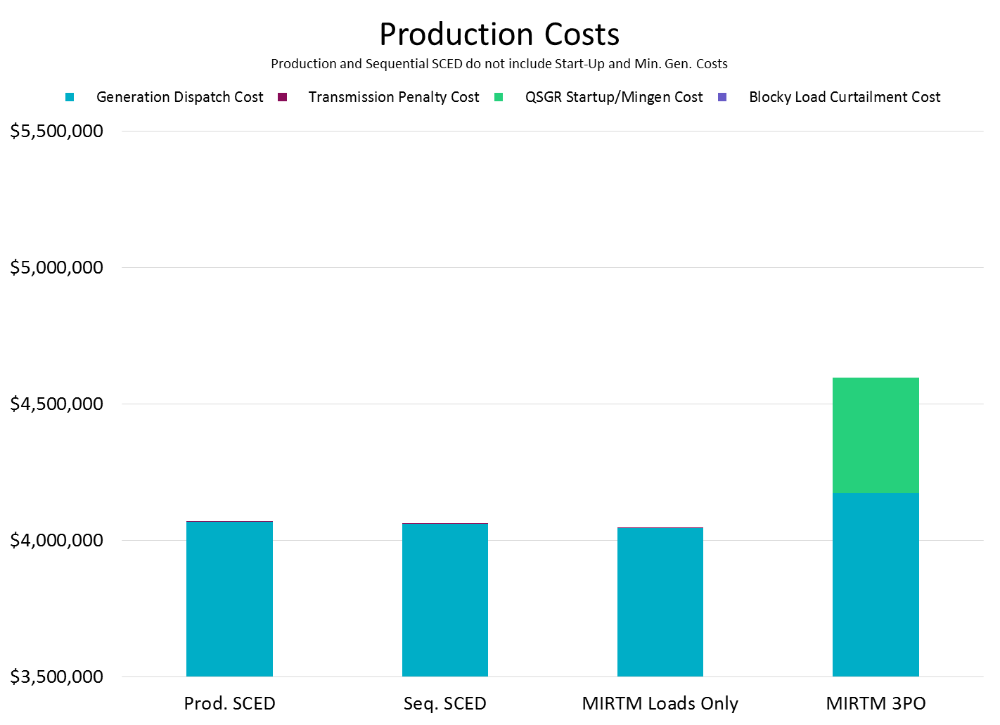 Production Costs
Production and Sequential SCED do not include Start-Up and Min. Gen. Costs
Generation Dispatch Cost Transmission Penalty Cost QSGR Startup/Mingen Cost Blocky Load Curtailment Cost
$5,500,000
$5,000,000
$4,500,000
$4,000,000
$3,500,000
Prod. SCED Seq. SCED MIRTM Loads Only MIRTM 3PO